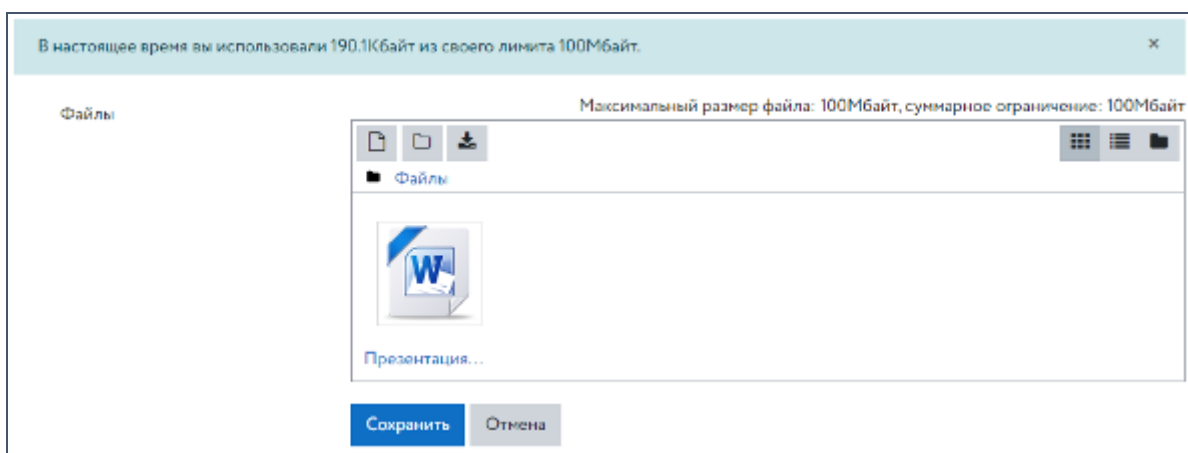 В настоящее время вы использовали 190.1Кбайт из своего лимита 100Мбайт.
×
Файлы
Максимальный размер файла: 100Мбайт, суммарное ограничение: 100Мбайт
Файлы
W
Презентация...
Сохранить
Отмена